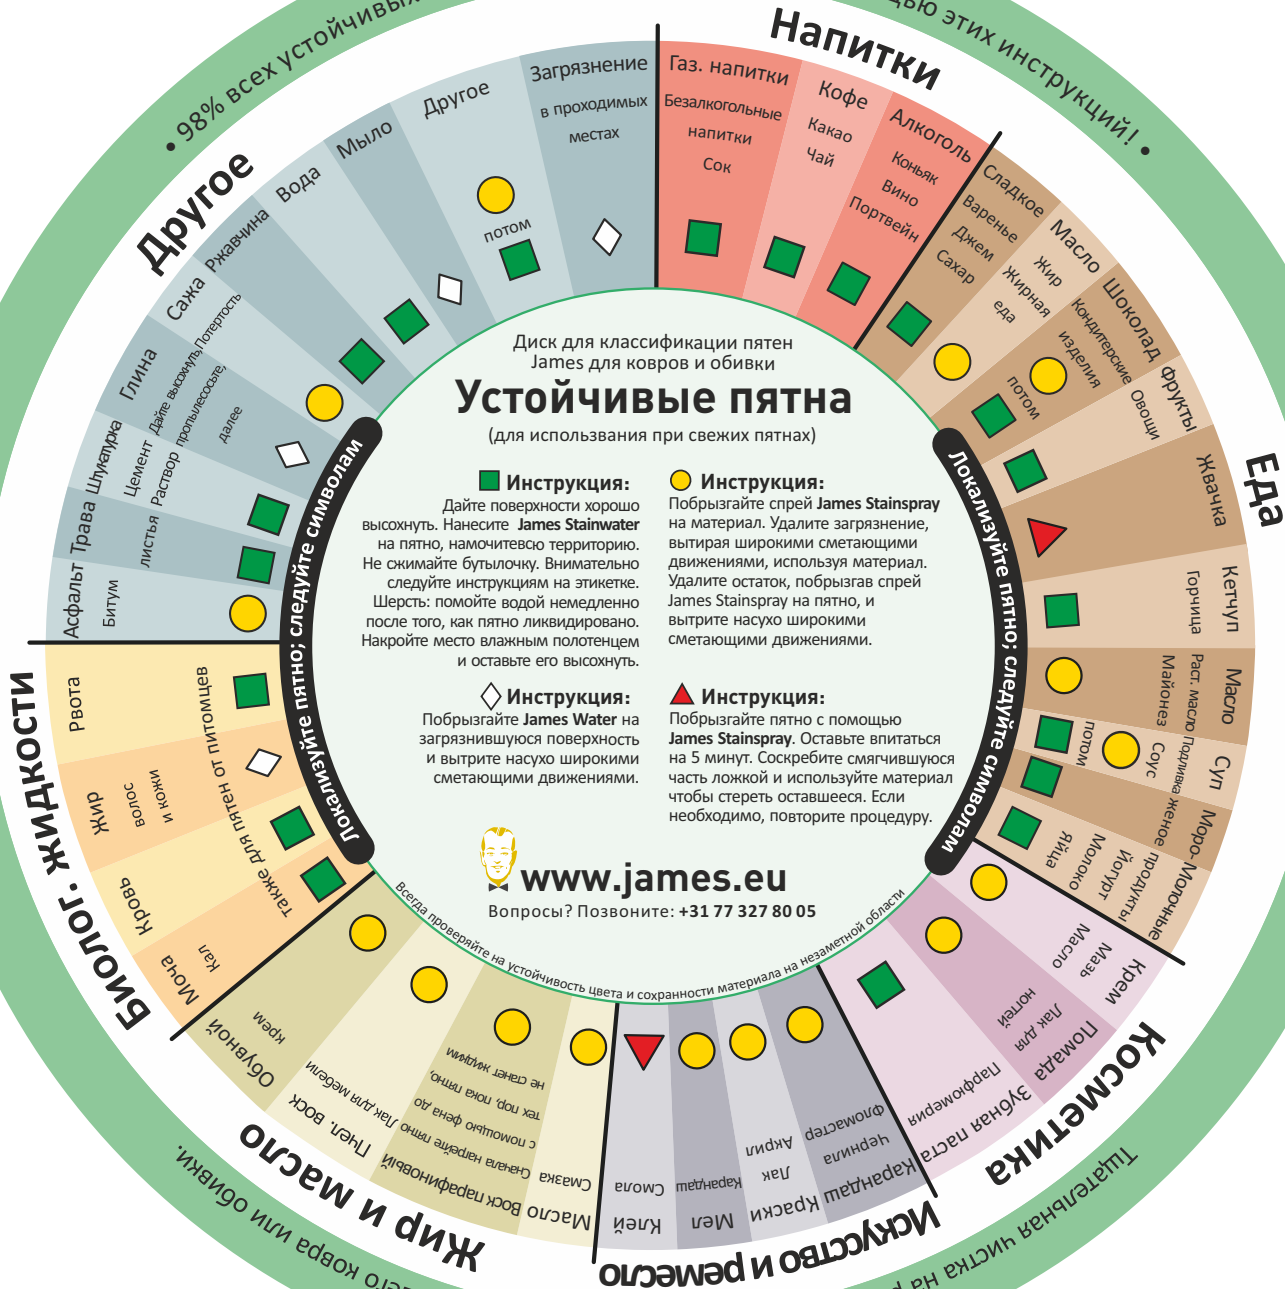 • 98% всех устойчивых
этих инструкций! •
Напитки
Газ. напитки
Безалкогольные
напитки
Сок
Кофе
Какао
Чай
Алкоголь
Коньяк
Вино
Портвейн
Еда
Сладкое
Варенье
Джем
Сахар
Масло
Жир
Жирная
еда
Шоколад
Кондитерские
изделия
потом
фрукты
Овощи
Жвачка
Кетчуп
Горчица
Масло
Раст. масло
Майонез
Суп
Подливка
Соус
потом
Моро-
женое
Молочные
продукты
Йогурт
Молоко
Яйца
Косметика
Крем
Мазь
Масло
Помада
Лак для
ногтей
Зубная паста
Парфюмерия
Искусство и ремесло
Карандаш
Чернила
Фломастер
Краски
Лак
Акрил
Мел
Карандаш
Клей
Смола
Жир и масло
Масло
Смазка
Воск парафиновый
Сначала нагрейте пятно
с помощью фена до
тех пор, пока пятно,
не станет жидким
Пчел. воск
Лак для мебели
Обувной
крем
Биолог. жидкости
Моча
Кал
Кровь
Жир
волос
и кожи
Рвота
также для пятен от питомцев
Другое
Асфальт
Битум
Трава
листья
Штукатурка
Цемент
Раствор
Глина
Дайте высохнуть,
пропылесосьте,
далее
Сажа
Потертость
Ржавчина
Вода
Мыло
Другое
потом
Загрязнение
в проходимых
местах
Локализуйте пятно; следуйте символам
Локализуйте пятно; следуйте символам
Диск для классификации пятен
James для ковров и обивки
Устойчивые пятна
(для использвания при свежих пятнах)
Инструкция:
Дайте поверхности хорошо
высохнуть. Нанесите James Stainwater
на пятно, намочитевсю территорию.
Не сжимайте бутылочку. Внимательно
следуйте инструкциям на этикетке.
Шерсть: помойте водой немедленно
после того, как пятно ликвидировано.
Накройте место влажным полотенцем
и оставьте его высохнуть.
Инструкция:
Побрызгайте спрей James Stainspray
на материал. Удалите загрязнение,
вытирая широкими сметающими
движениями, используя материал.
Удалите остаток, побрызгав спрей
James Stainspray на пятно, и
вытрите насухо широкими
сметающими движениями.
Инструкция:
Побрызгайте James Water на
загрязнившуюся поверхность
и вытрите насухо широкими
сметающими движениями.
Инструкция:
Побрызгайте пятно с помощью
James Stainspray. Оставьте впитаться
на 5 минут. Соскребите смягчившуюся
часть ложкой и используйте материал
чтобы стереть оставшееся. Если
необходимо, повторите процедуру.
www.james.eu
Вопросы? Позвоните: +31 77 327 80 05
Всегда проверяйте на устойчивость цвета и сохранности материала на незаметной области
Тщательная чистка на
ковра или обивки.